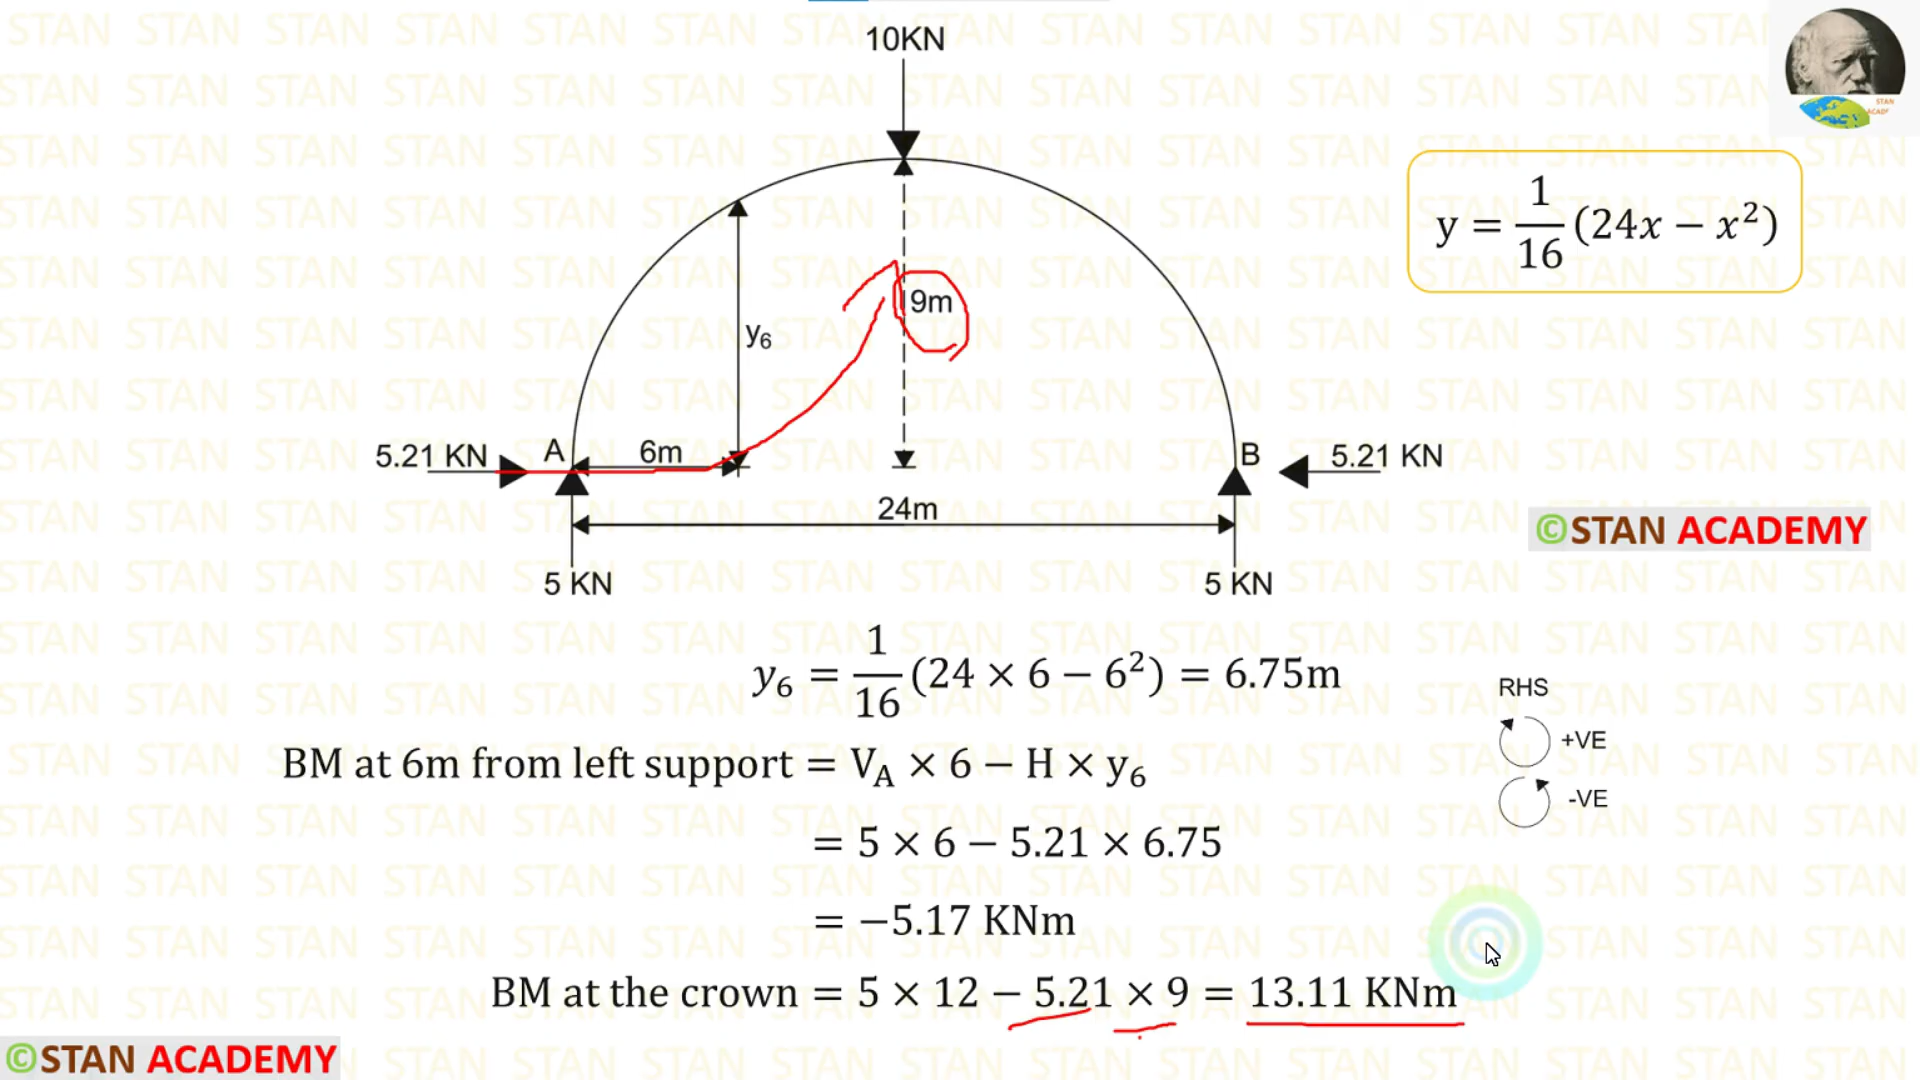 10KN
STAN
ACADF
y = 1/16 (24x − x²)
9m
y₆
5.21 KN
A
6m
B
5.21 KN
24m
©STAN ACADEMY
5 KN
5 KN
y₆ = 1/16 (24 × 6 − 6²) = 6.75m
RHS
+VE
-VE
BM at 6m from left support = V_A × 6 − H × y₆
= 5 × 6 − 5.21 × 6.75
= −5.17 KNm
BM at the crown = 5 × 12 − 5.21 × 9 = 13.11 KNm
©STAN ACADEMY